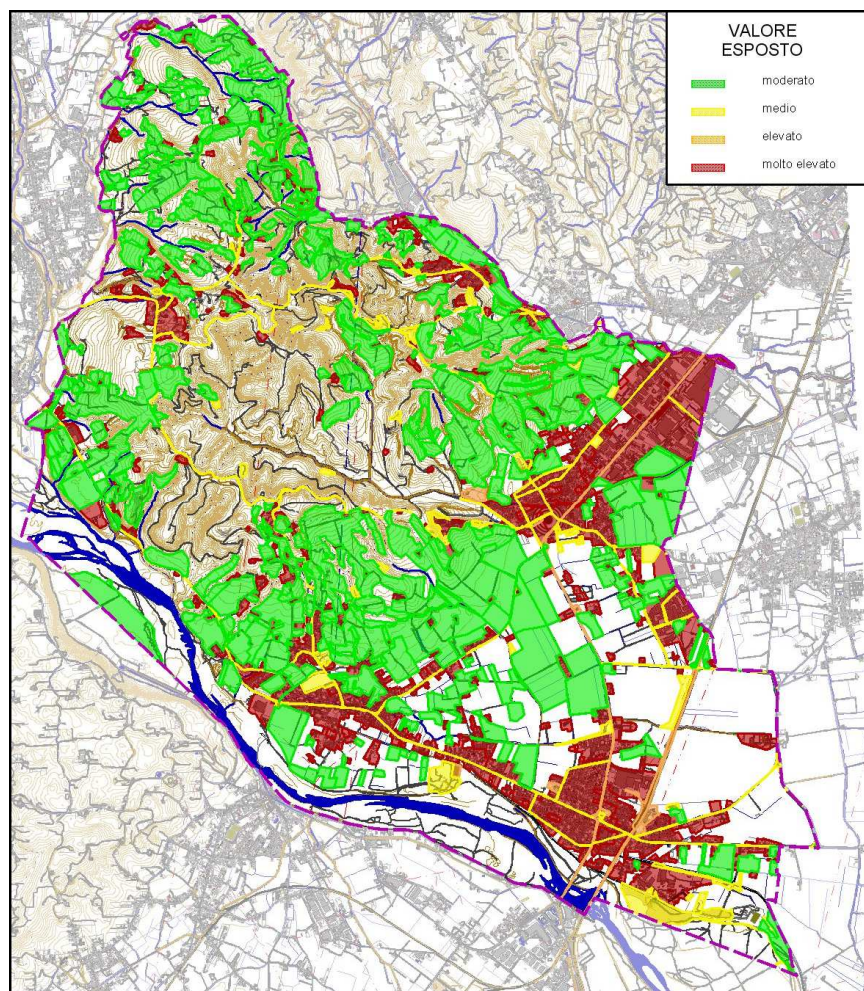 VALORE
ESPOSTO
moderato
medio
elevato
molto elevato